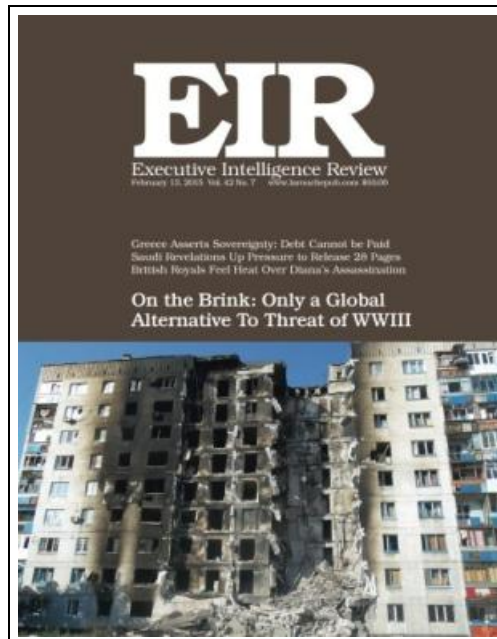 EIR
Executive Intelligence Review
February 13, 2015 Vol. 42 No. 7 www.larouchepub.com $10.00
Greece Asserts Sovereignty: Debt Cannot be Paid
Saudi Revelations Up Pressure to Release 28 Pages
British Royals Feel Heat Over Diana's Assassination
On the Brink: Only a Global
Alternative To Threat of WWIII